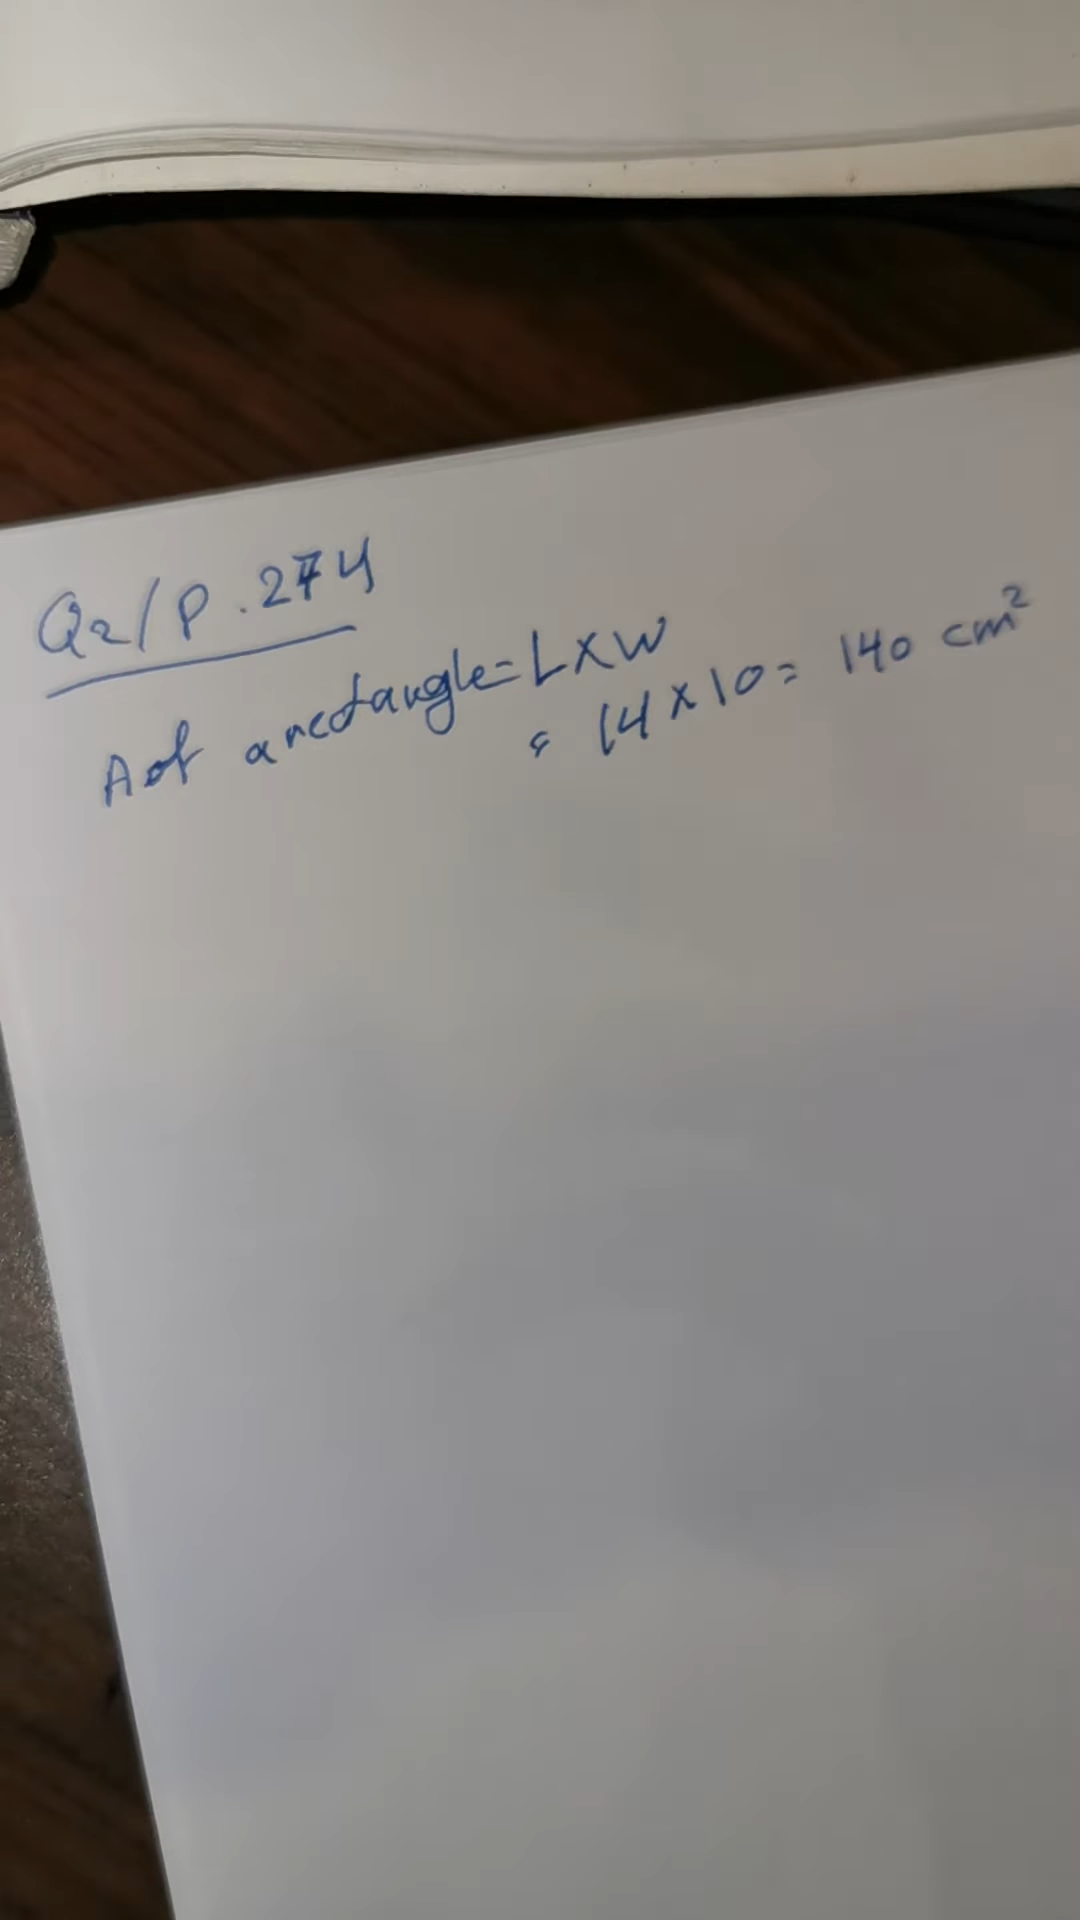 Q2/P.274
A of a rectangle = L x W
= 14 x 10 = 140 cm²